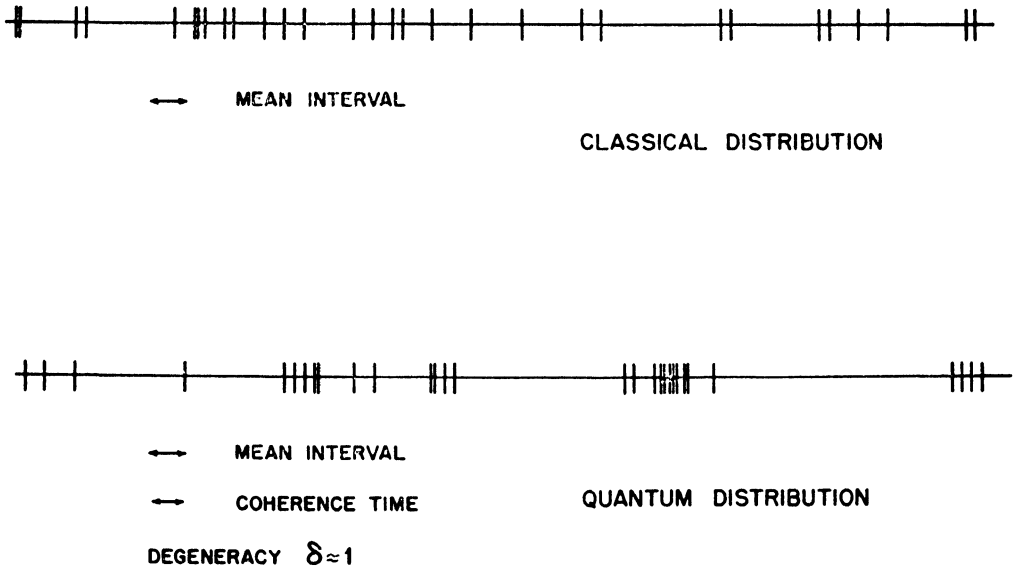 MEAN INTERVAL
CLASSICAL DISTRIBUTION
MEAN INTERVAL
COHERENCE TIME
QUANTUM DISTRIBUTION
DEGENERACY δ≈1